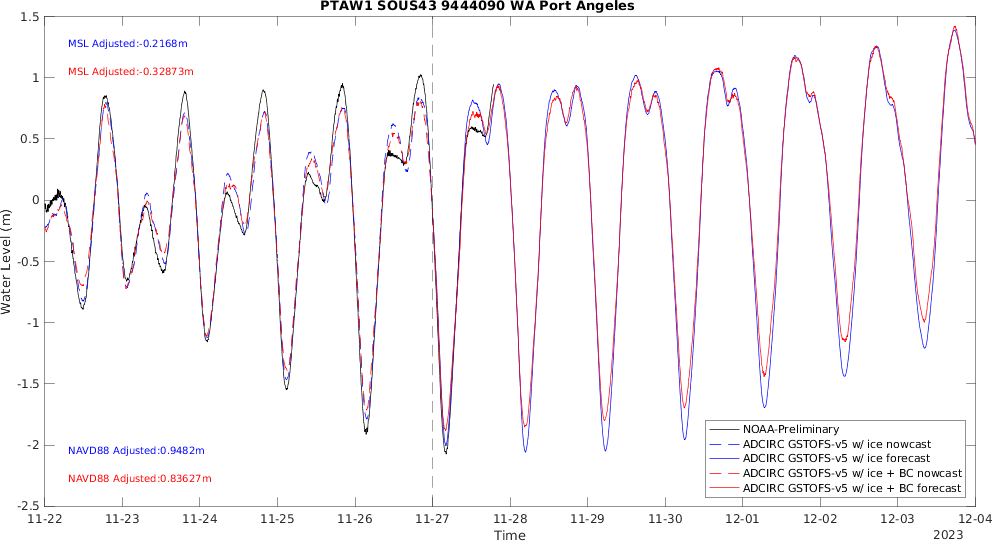 PTAW1 SOUS43 9444090 WA Port Angeles
1.5
1
0.5
0
-0.5
-1
-1.5
-2
-2.5
Water Level (m)
MSL Adjusted:-0.2168m
MSL Adjusted:-0.32873m
NAVD88 Adjusted:0.9482m
NAVD88 Adjusted:0.83627m
NOAA-Preliminary
ADCIRC GSTOFS-v5 w/ ice nowcast
ADCIRC GSTOFS-v5 w/ ice forecast
ADCIRC GSTOFS-v5 w/ ice + BC nowcast
ADCIRC GSTOFS-v5 w/ ice + BC forecast
11-22 11-23 11-24 11-25 11-26 11-27 11-28 11-29 11-30 12-01 12-02 12-03 12-04
Time
2023